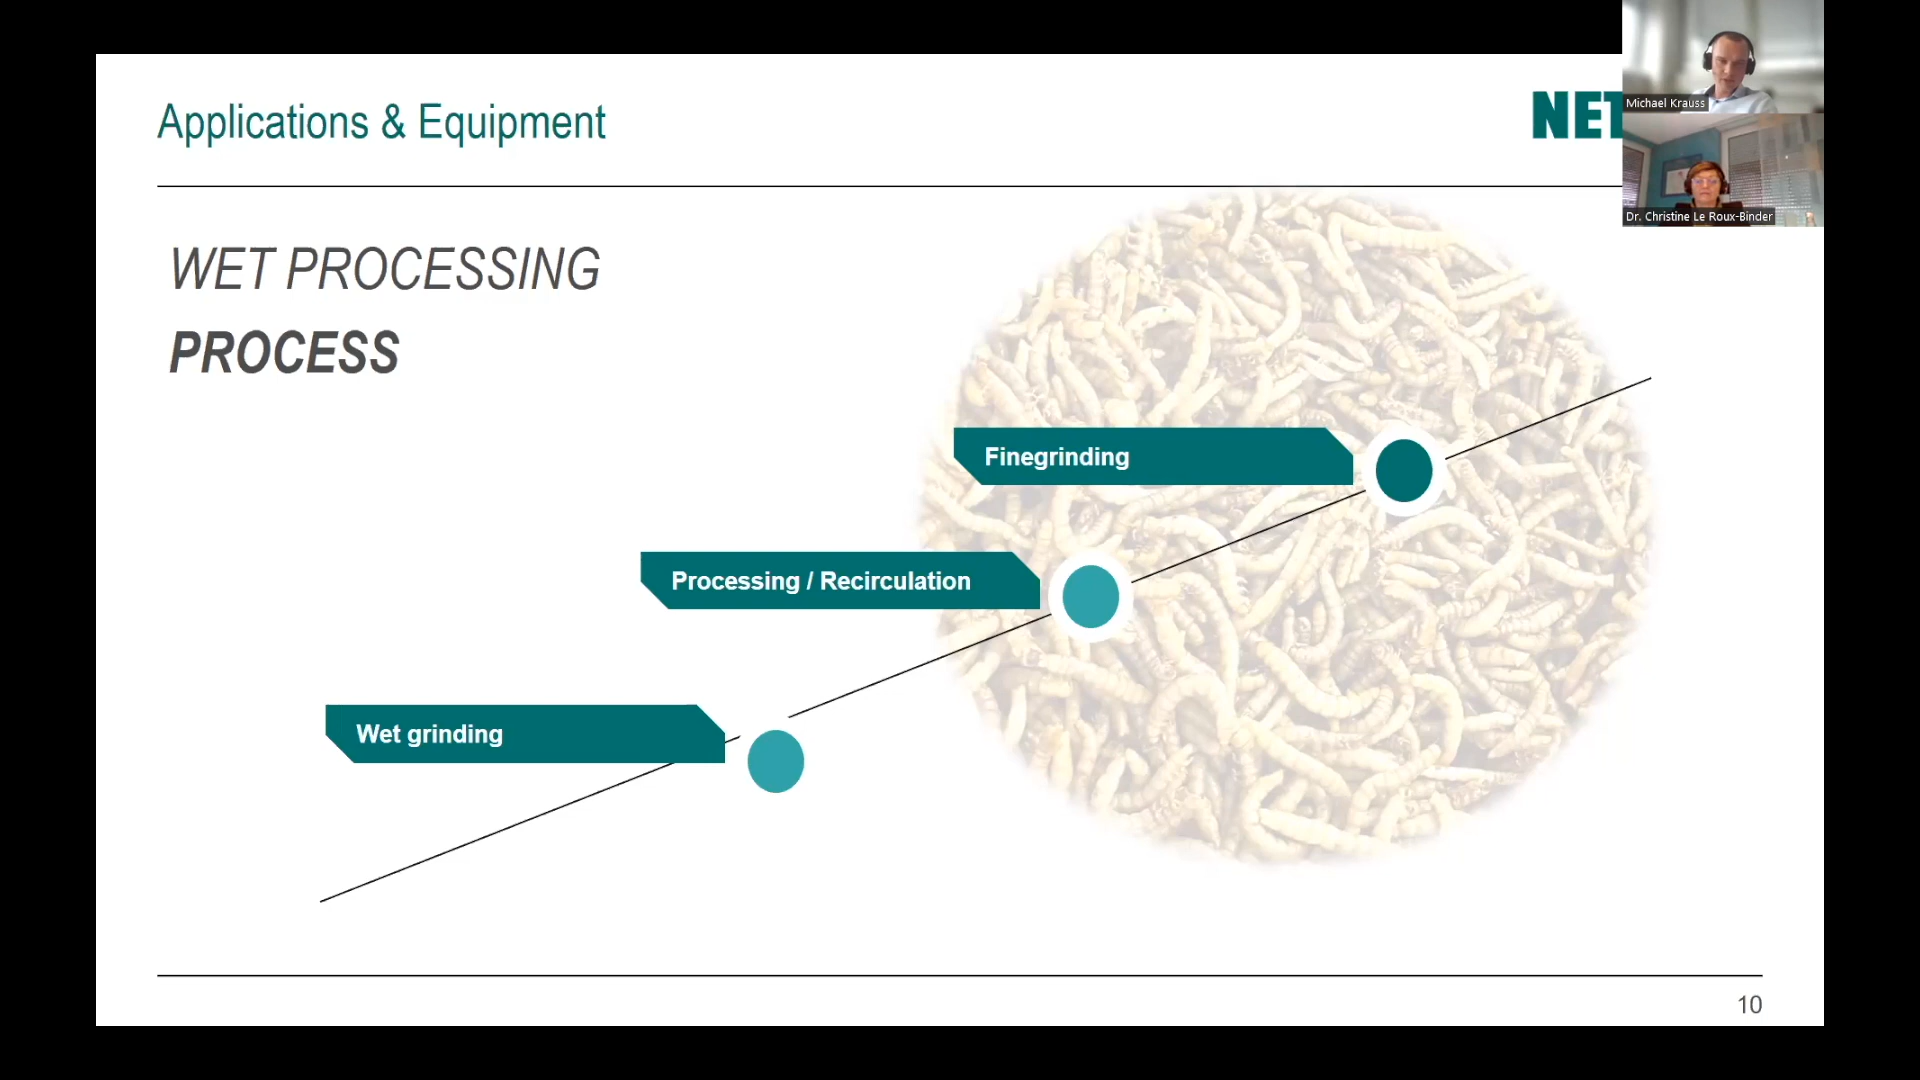 Applications & Equipment
NET
Michael Krauss
Dr. Christine Le Roux-Binder
WET PROCESSING
PROCESS
Finegrinding
Processing / Recirculation
Wet grinding
10